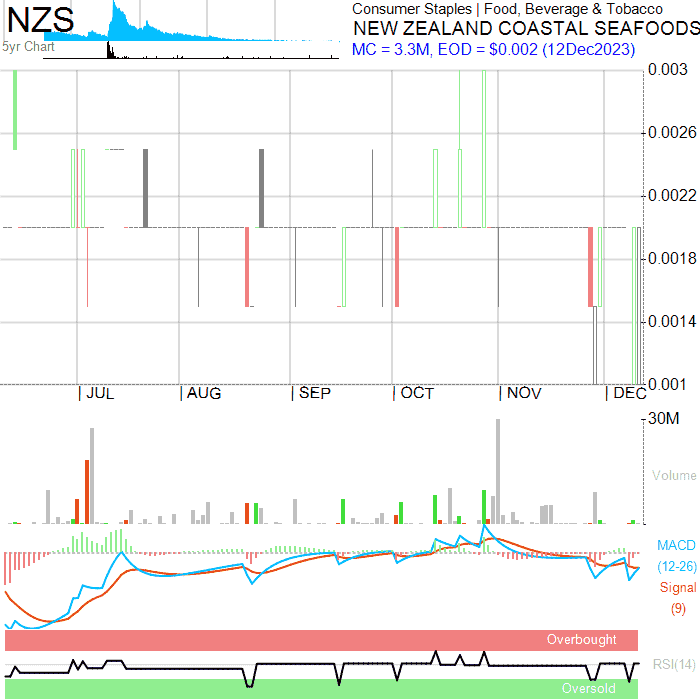 NZS
5yr Chart
Consumer Staples | Food, Beverage & Tobacco
NEW ZEALAND COASTAL SEAFOODS
MC = 3.3M, EOD = $0.002 (12Dec2023)
0.003
0.0026
0.0022
0.0018
0.0014
0.001
| JUL | AUG | SEP | OCT | NOV | DEC
30M
Volume
MACD
(12-26)
Signal
(9)
Overbought
RSI(14)
Oversold